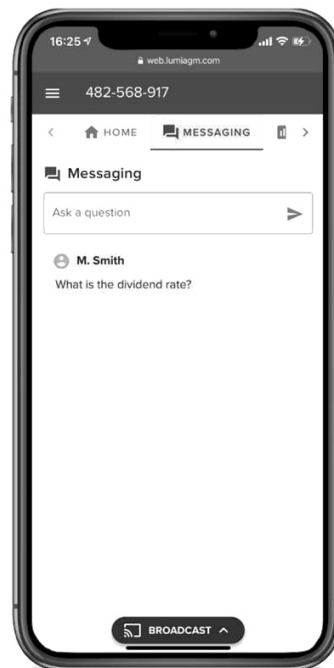 16:25
web.lumiagm.com
482-568-917
HOME
MESSAGING
Messaging
Ask a question
M. Smith
What is the dividend rate?
BROADCAST